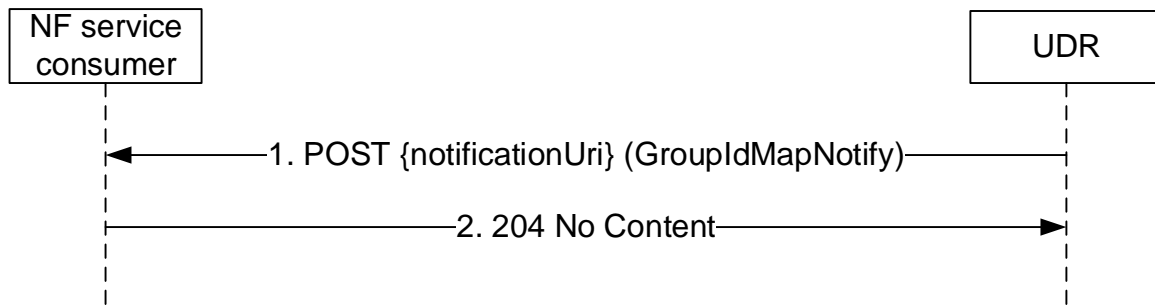 NF service
consumer
UDR
1. POST {notificationUri} (GroupIdMapNotify)
2. 204 No Content